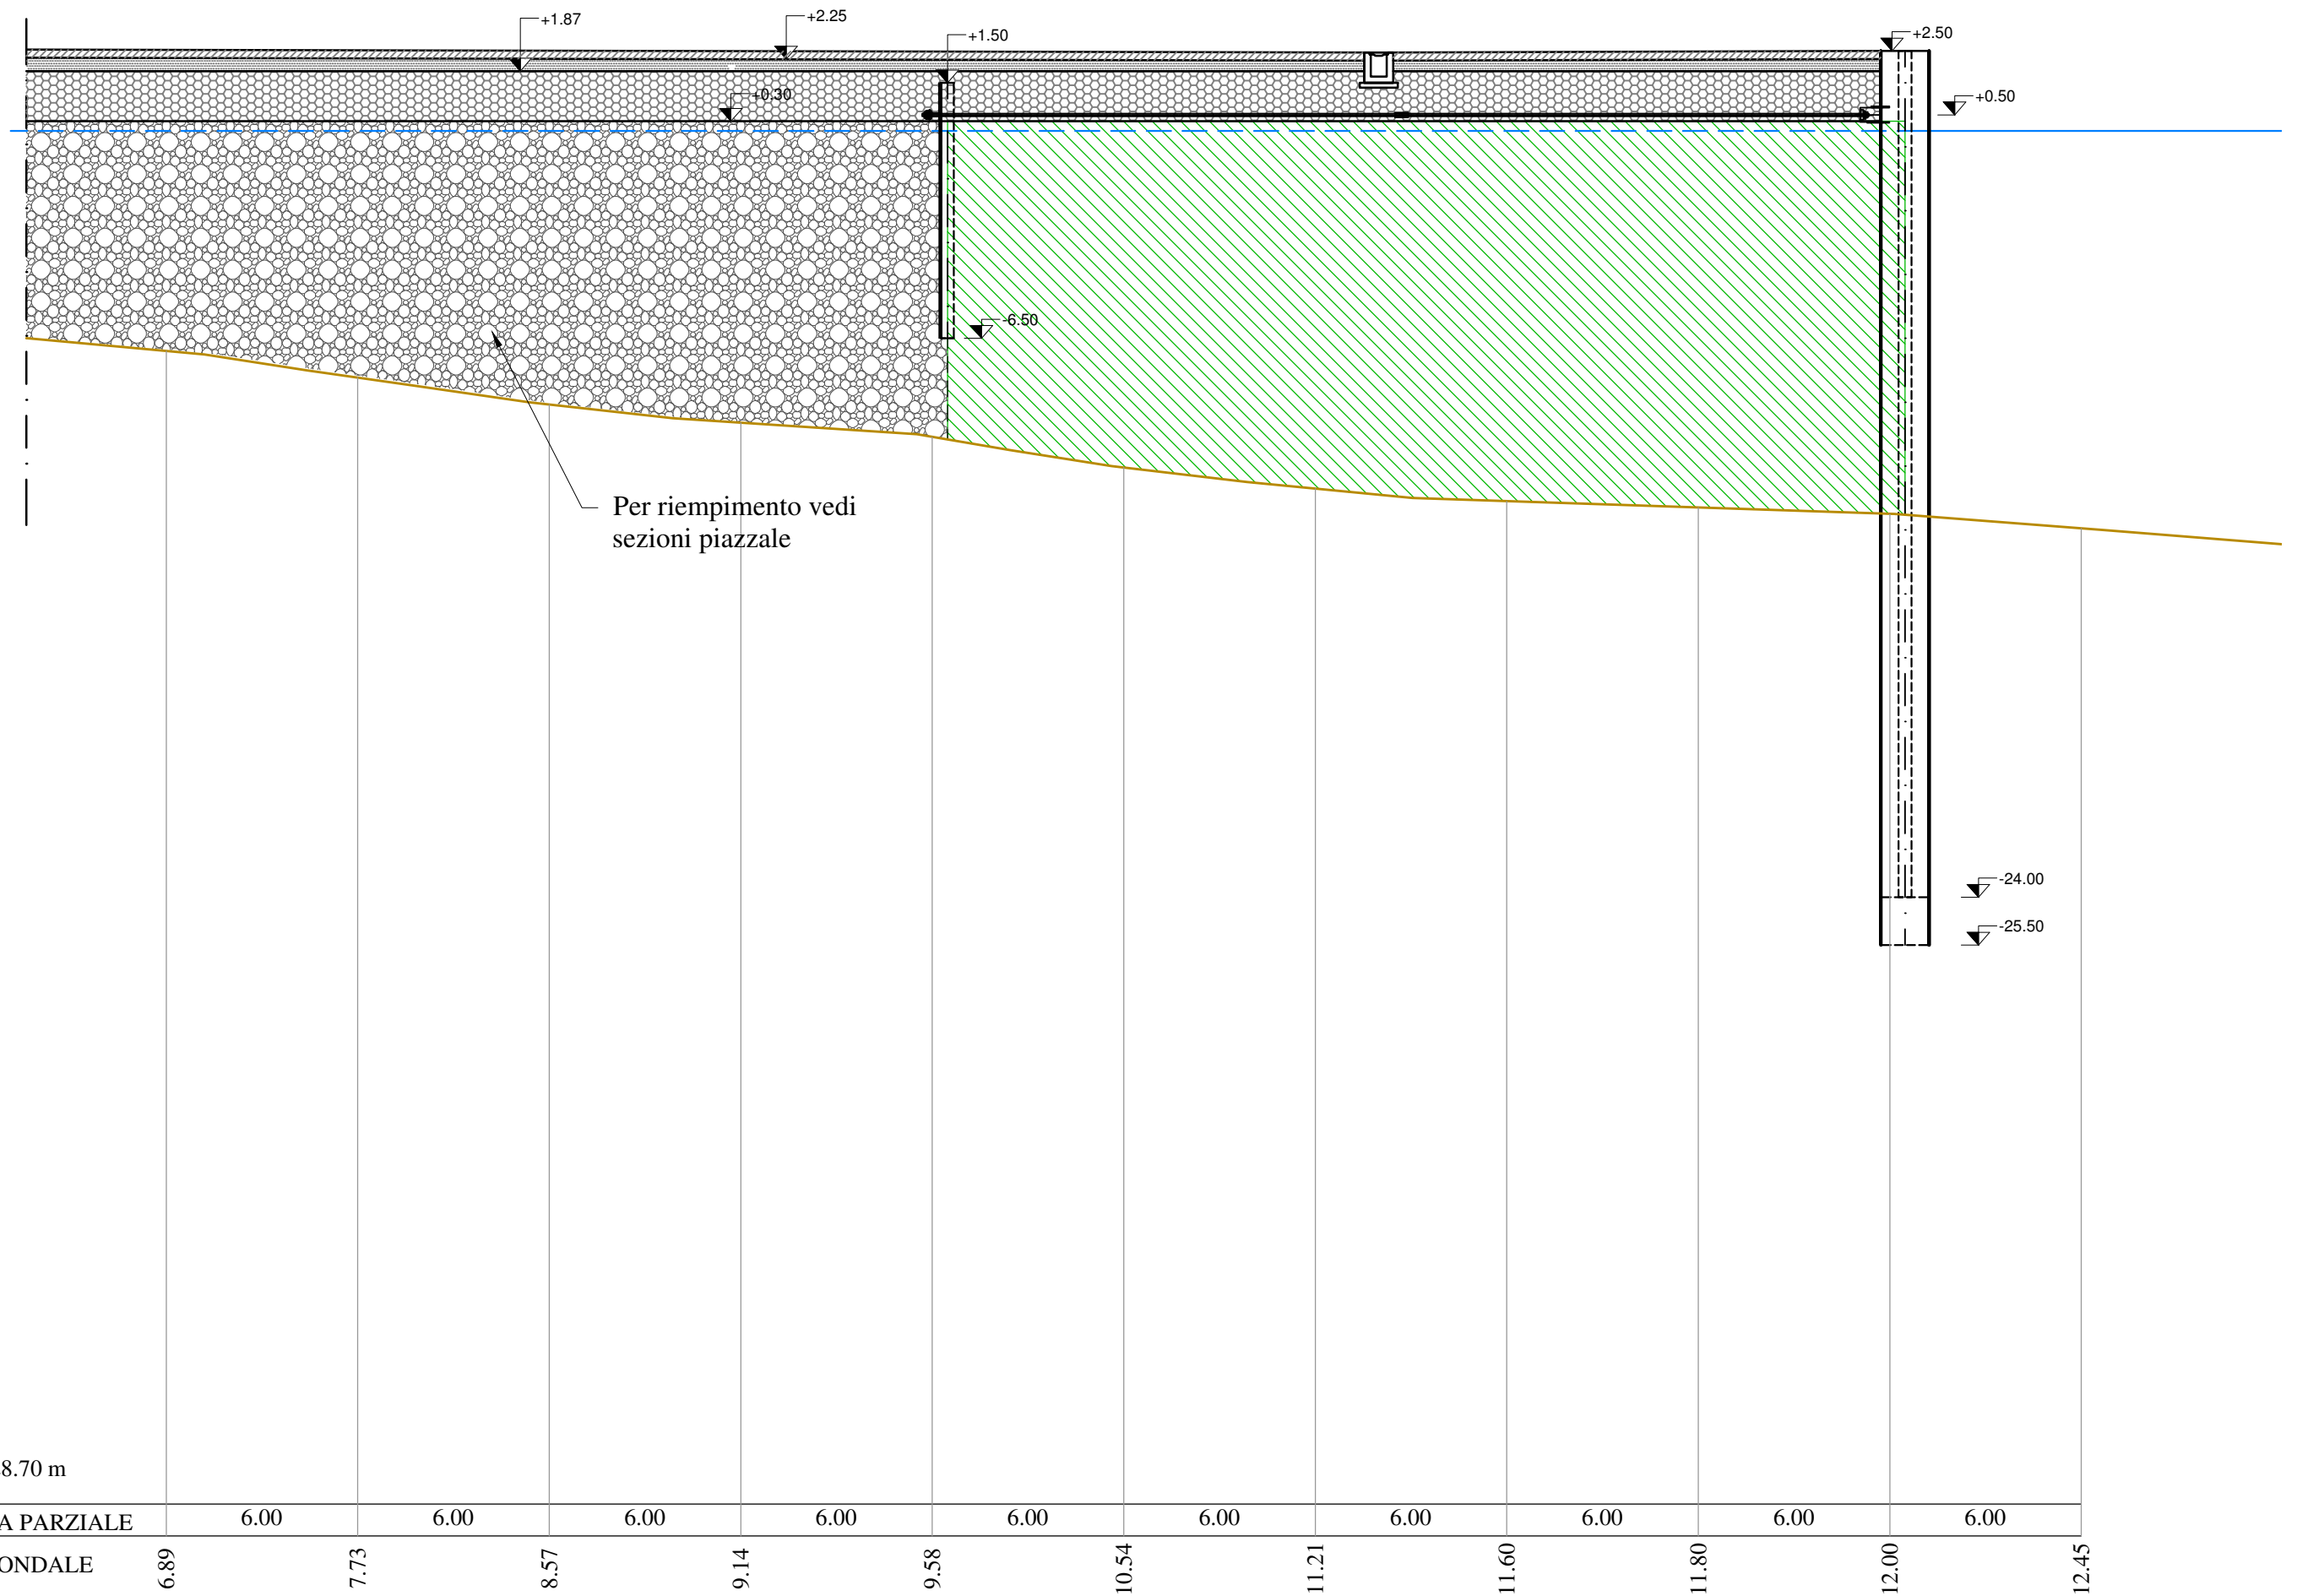 +1.87
+2.25
+1.50
+2.50
+0.30
+0.50
-6.50
Per riempimento vedi
sezioni piazzale
-24.00
-25.50
8.70 m
A PARZIALE 6.00 6.00 6.00 6.00 6.00 6.00 6.00 6.00 6.00 6.00
ONDALE 6.89 7.73 8.57 9.14 9.58 10.54 11.21 11.60 11.80 12.00 12.45